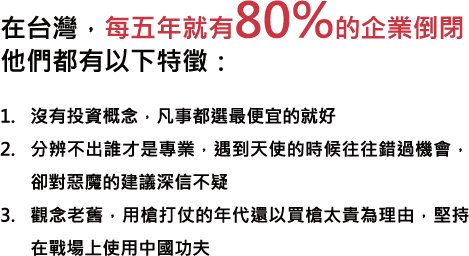 在台灣，每五年就有80%的企業倒閉
他們都有以下特徵：
1. 沒有投資概念，凡事都選最便宜的就好
2. 分辨不出誰才是專業，遇到天使的時候往往錯過機會，
卻對惡魔的建議深信不疑
3. 觀念老舊，用槍打仗的年代還以買槍太貴為理由，堅持
在戰場上使用中國功夫